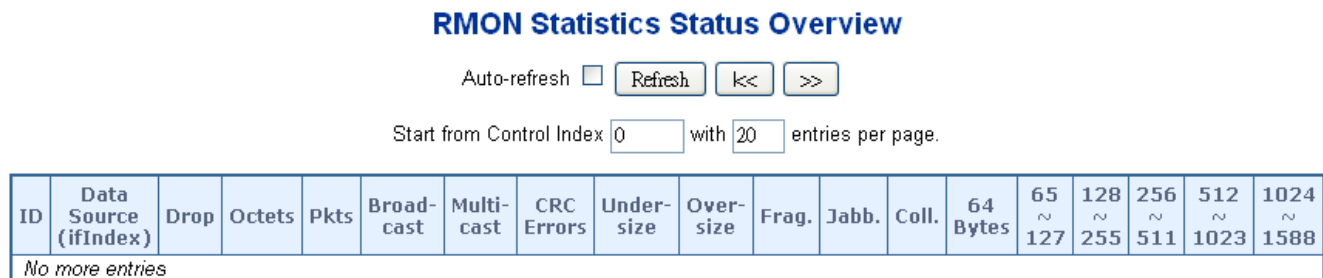 RMON Statistics Status Overview
Auto-refresh Refresh |<< >>
Start from Control Index 0 with 20 entries per page.
ID Data Source (ifIndex) Drop Octets Pkts Broad-cast Multi-cast CRC Errors Under-size Over-size Frag. Jabb. Coll. 64 Bytes 65 ~ 127 128 ~ 255 256 ~ 511 512 ~ 1023 1024 ~ 1588
No more entries